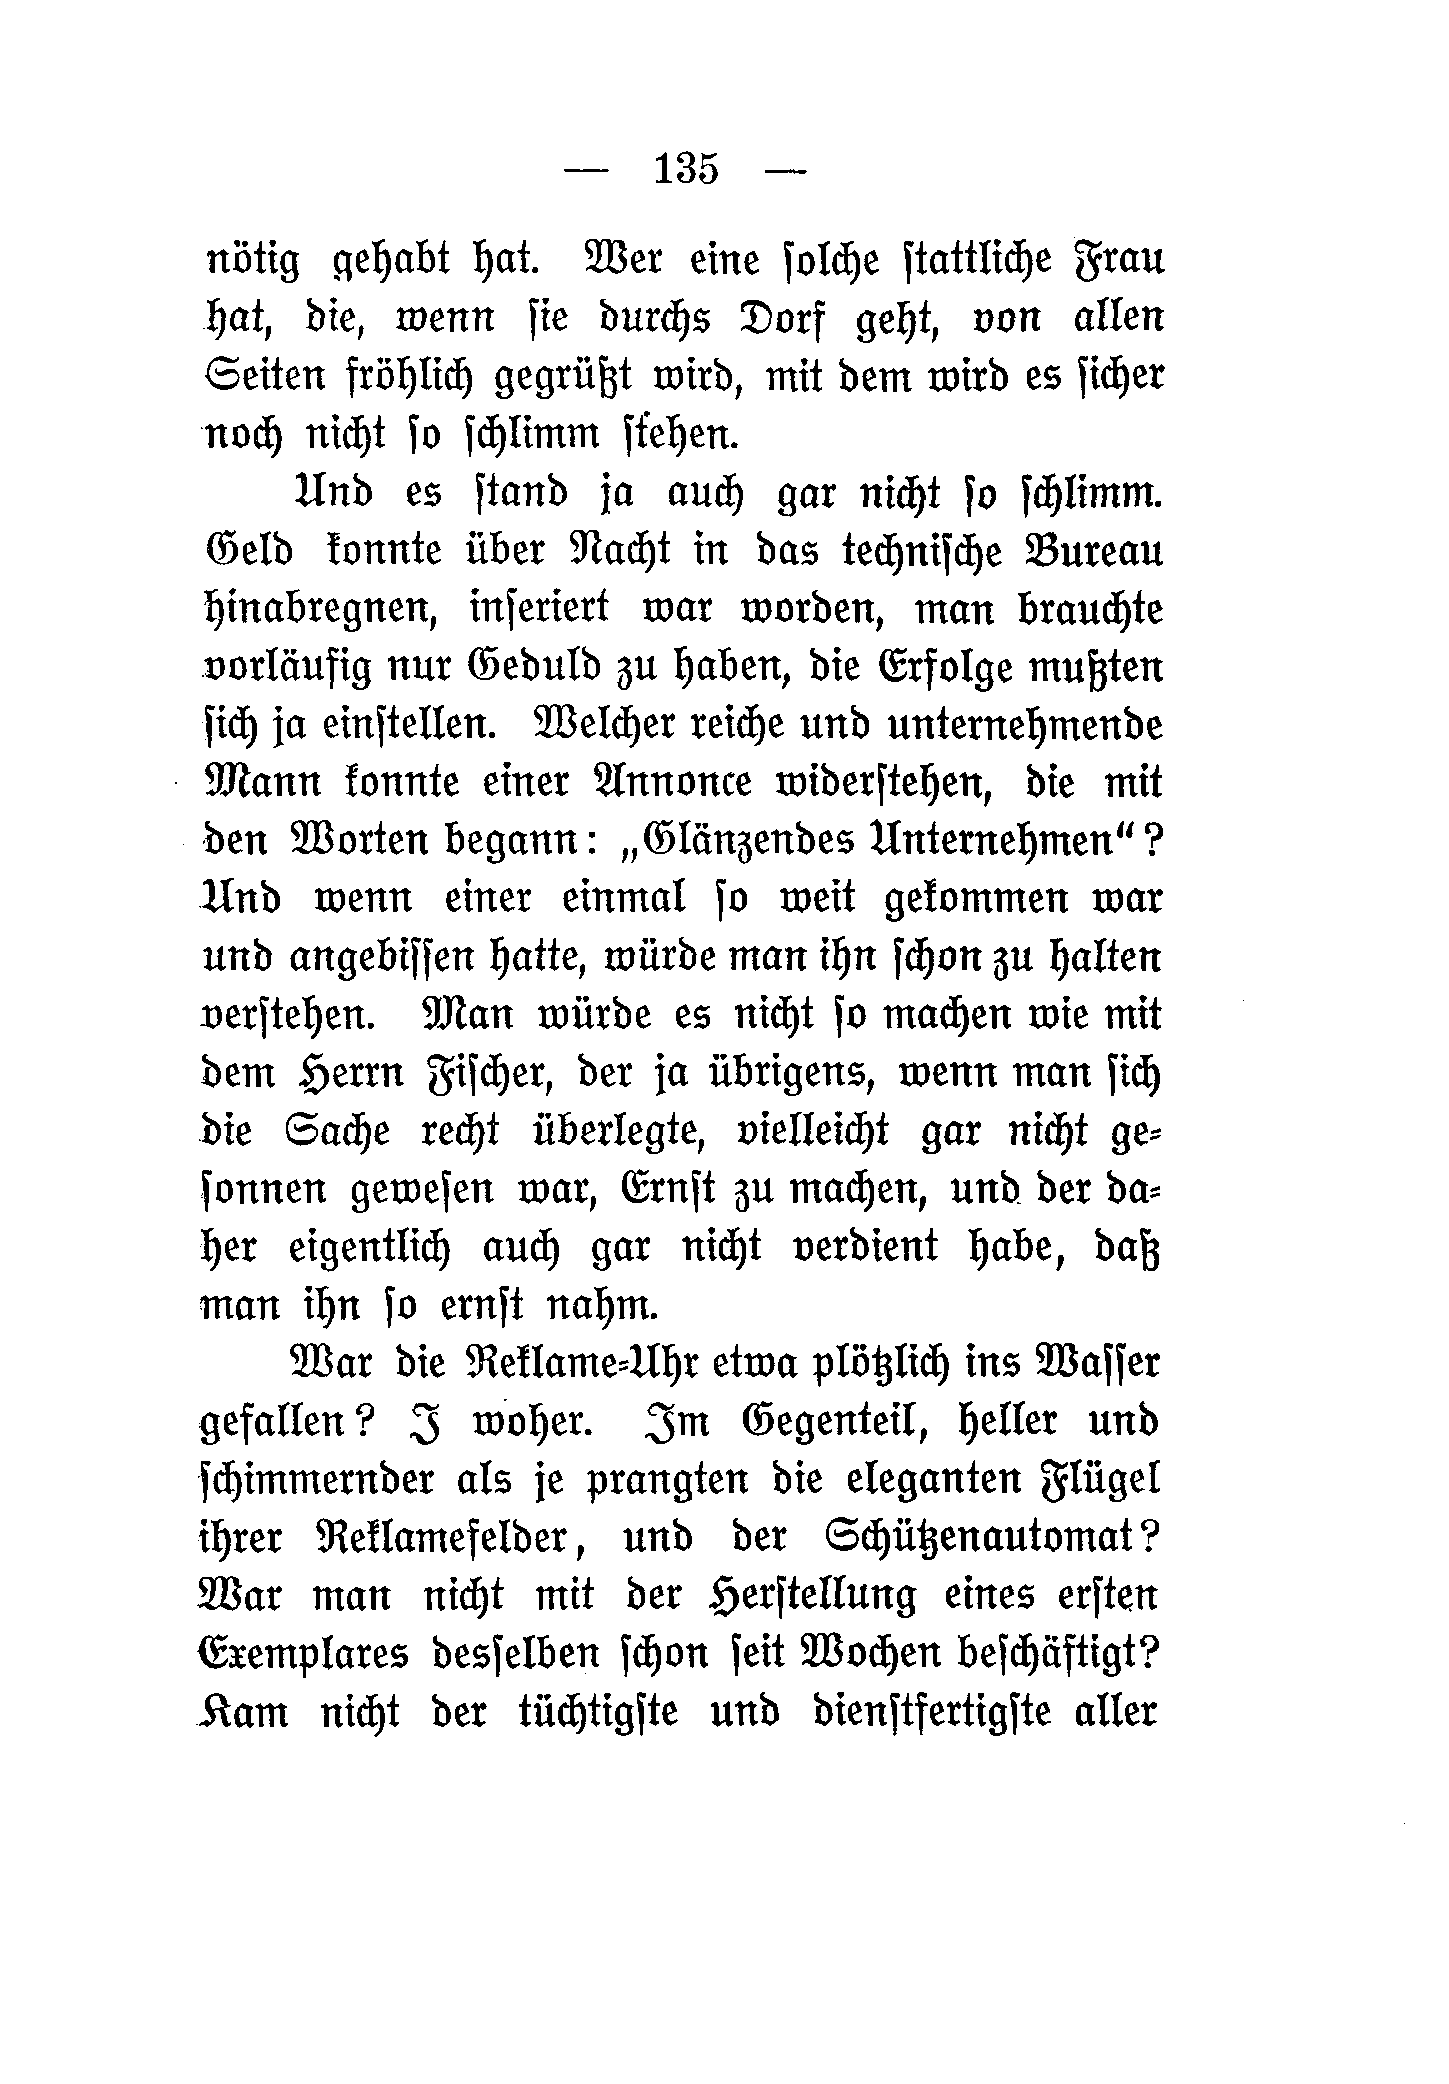 — 135 —
nötig gehabt hat. Wer eine ſolche ſtattliche Frau
hat, die, wenn ſie durchs Dorf geht, von allen
Seiten fröhlich gegrüßt wird, mit dem wird es ſicher
noch nicht ſo ſchlimm ſtehen.
Und es ſtand ja auch gar nicht ſo ſchlimm.
Geld konnte über Nacht in das techniſche Bureau
hinabregnen, inſeriert war worden, man brauchte
vorläufig nur Geduld zu haben, die Erfolge mußten
ſich ja einſtellen. Welcher reiche und unternehmende
Mann konnte einer Annonce widerſtehen, die mit
den Worten begann: „Glänzendes Unternehmen“?
Und wenn einer einmal ſo weit gekommen war
und angebiſſen hatte, würde man ihn ſchon zu halten
verſtehen. Man würde es nicht ſo machen wie mit
dem Herrn Fiſcher, der ja übrigens, wenn man ſich
die Sache recht überlegte, vielleicht gar nicht ge⸗
ſonnen geweſen war, Ernſt zu machen, und der da⸗
her eigentlich auch gar nicht verdient habe, daß
man ihn ſo ernſt nahm.
War die Reklame⸗Uhr etwa plötzlich ins Waſſer
gefallen? I woher. Im Gegenteil, heller und
ſchimmernder als je prangten die eleganten Flügel
ihrer Reklamefelder, und der Schützenautomat?
War man nicht mit der Herſtellung eines erſten
Exemplares desſelben ſchon ſeit Wochen beſchäftigt?
Kam nicht der tüchtigſte und dienſtfertigſte aller